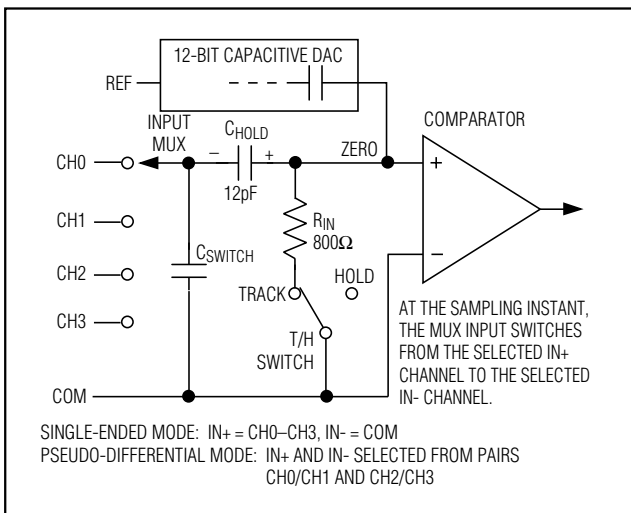 12-BIT CAPACITIVE DAC
REF
INPUT
MUX
CHOLD
–
+
12pF
ZERO
COMPARATOR
+
–
CH0
CH1
CH2
CH3
CSWITCH
RIN
800Ω
TRACK
HOLD
T/H
SWITCH
COM
AT THE SAMPLING INSTANT,
THE MUX INPUT SWITCHES
FROM THE SELECTED IN+
CHANNEL TO THE SELECTED
IN- CHANNEL.
SINGLE-ENDED MODE: IN+ = CH0–CH3, IN- = COM
PSEUDO-DIFFERENTIAL MODE: IN+ AND IN- SELECTED FROM PAIRS
CH0/CH1 AND CH2/CH3